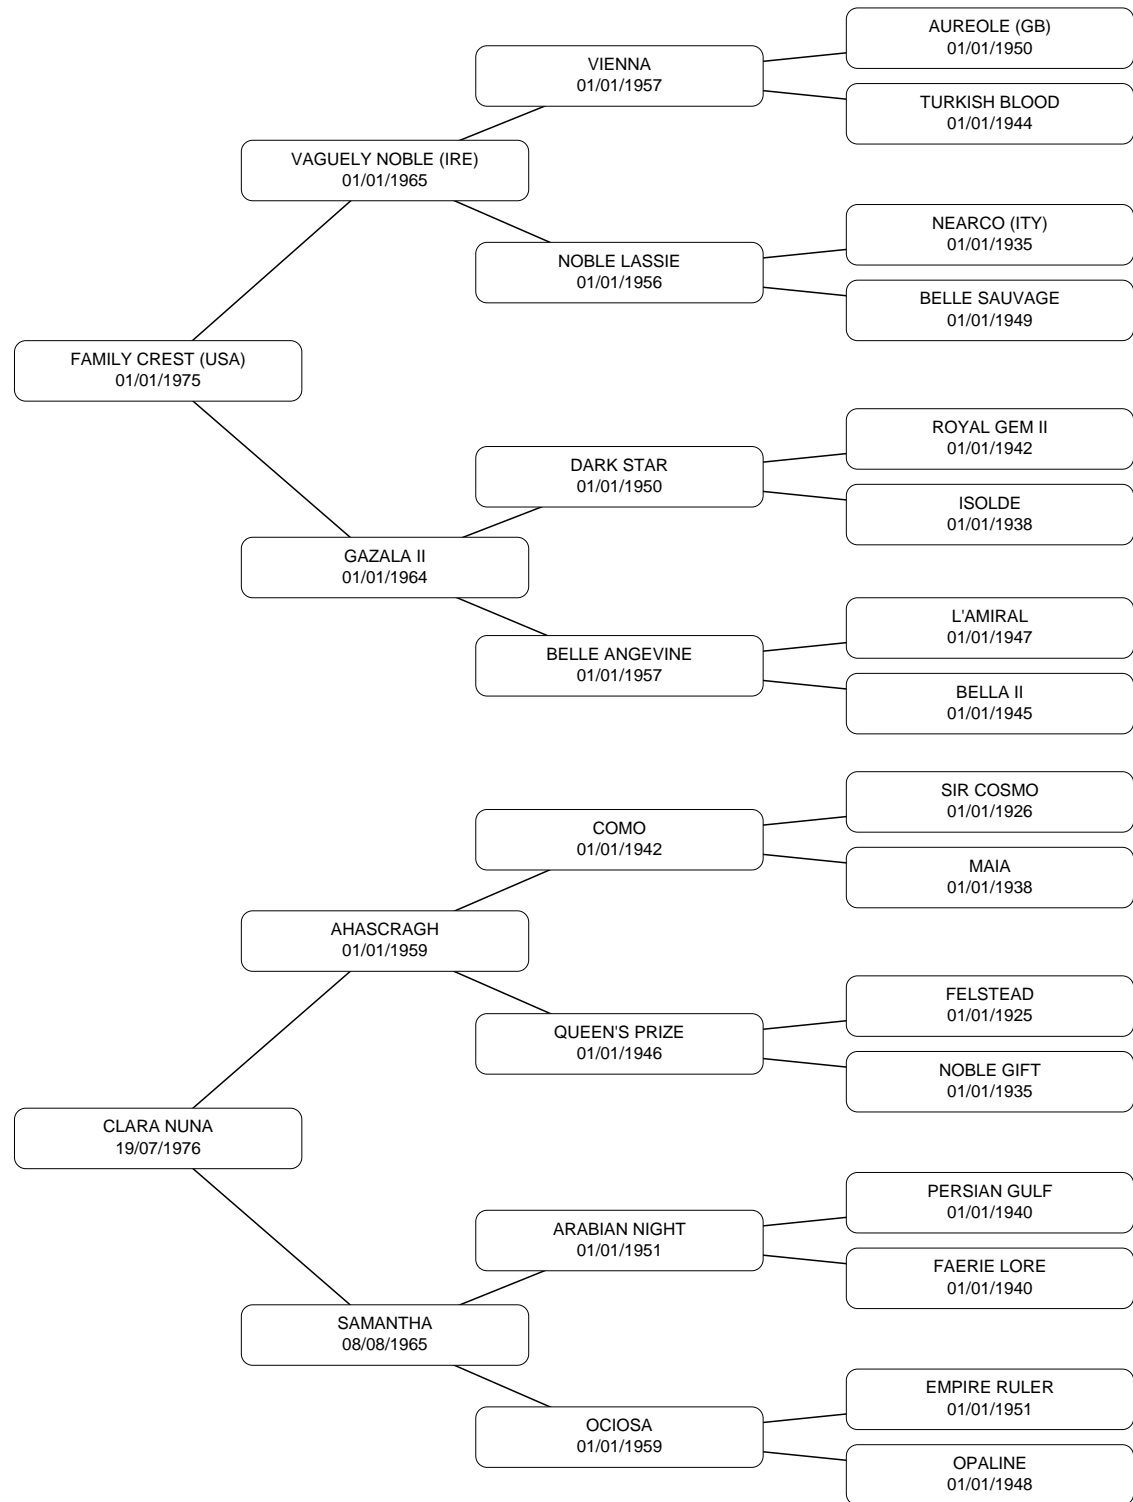 AUREOLE (GB)
01/01/1950
VIENNA
01/01/1957
TURKISH BLOOD
01/01/1944
VAGUELY NOBLE (IRE)
01/01/1965
NEARCO (ITY)
01/01/1935
NOBLE LASSIE
01/01/1956
BELLE SAUVAGE
01/01/1949
FAMILY CREST (USA)
01/01/1975
ROYAL GEM II
01/01/1942
DARK STAR
01/01/1950
ISOLDE
01/01/1938
GAZALA II
01/01/1964
L'AMIRAL
01/01/1947
BELLE ANGEVINE
01/01/1957
BELLA II
01/01/1945
SIR COSMO
01/01/1926
COMO
01/01/1942
MAIA
01/01/1938
AHASCRAGH
01/01/1959
FELSTEAD
01/01/1925
QUEEN'S PRIZE
01/01/1946
NOBLE GIFT
01/01/1935
CLARA NUNA
19/07/1976
PERSIAN GULF
01/01/1940
ARABIAN NIGHT
01/01/1951
FAERIE LORE
01/01/1940
SAMANTHA
08/08/1965
EMPIRE RULER
01/01/1951
OCIOSA
01/01/1959
OPALINE
01/01/1948